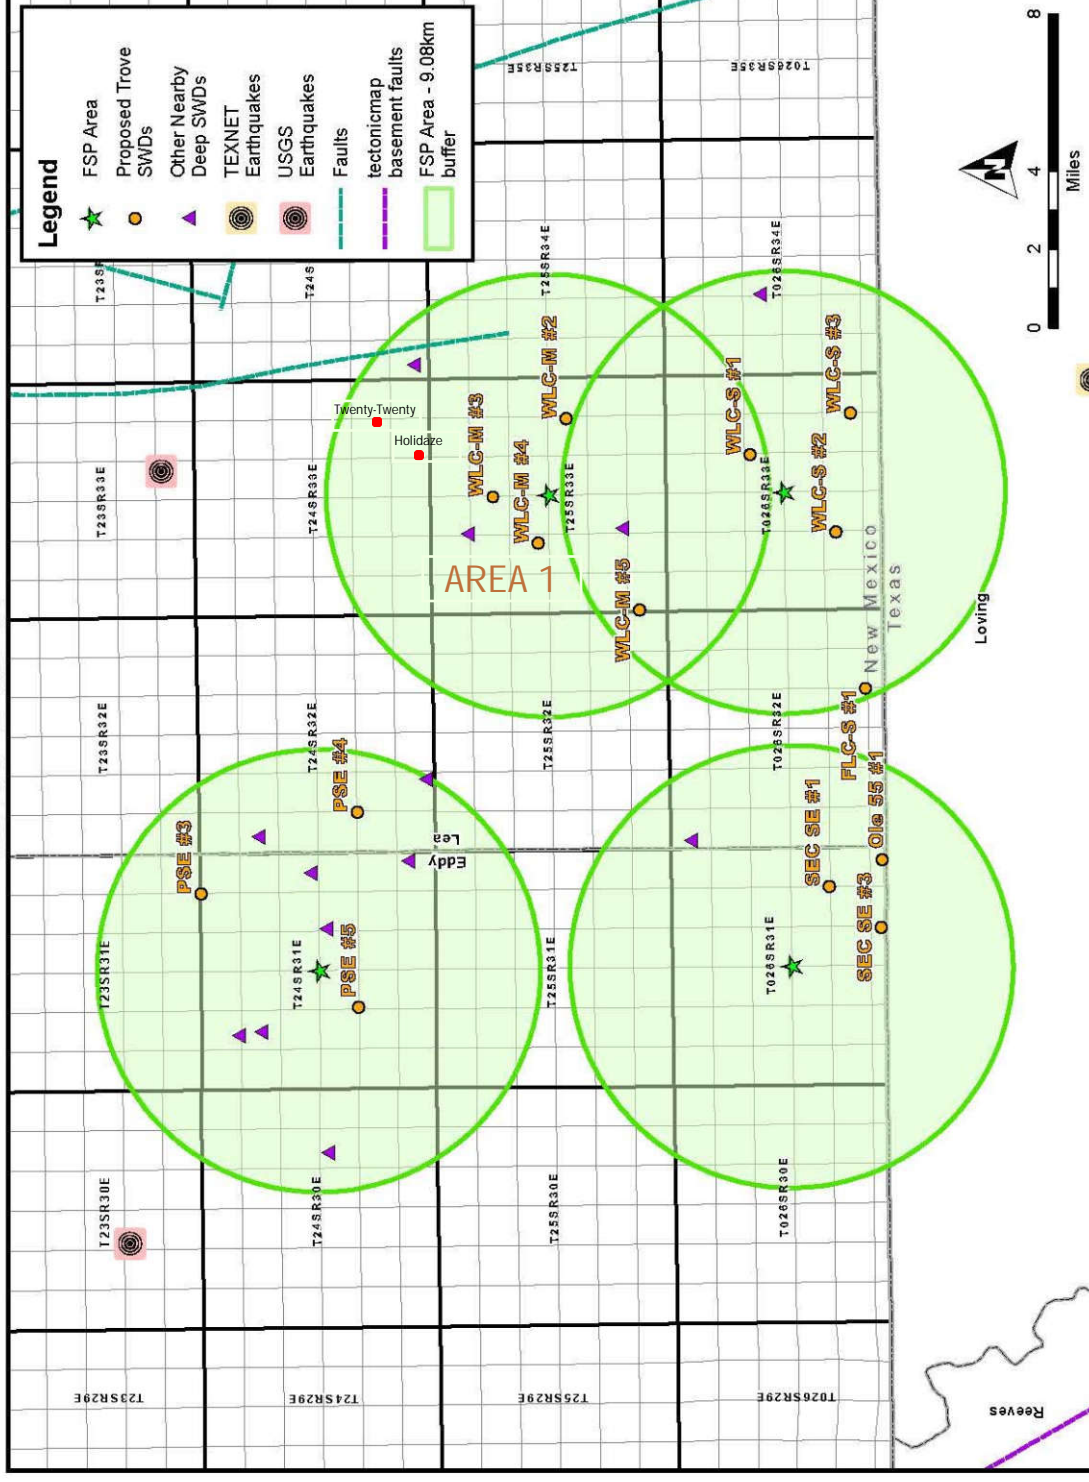 Legend
FSP Area
Proposed Trove
SWDs
Other Nearby
Deep SWDs
TEXNET
Earthquakes
USGS
Earthquakes
Faults
tectonicmap
basement faults
FSP Area - 9.08km
buffer
T23SR29E
T23SR30E
T23SR31E
T23SR32E
T23SR33E
T23SR
T24SR29E
T24SR30E
T24SR31E
T24SR32E
T24SR33E
T24S
T25SR29E
T25SR30E
T25SR31E
T25SR32E
T25SR33E
T25SR34E
T25SR35E
T026SR29E
T026SR30E
T026SR31E
T026SR32E
T026SR33E
T026SR34E
T026SR35E
PSE #3
PSE #4
PSE #5
Eddy
Lea
Twenty-Twenty
Holidaze
WLC-M #3
WLC-M #4
WLC-M #2
AREA 1
WLC-M #5
WLC-S #1
WLC-S #2
WLC-S #3
SEC SE #1
SEC SE #3
FLC-S #1
Ole 55 #1
New Mexico
Texas
Loving
Reeves
N
0 2 4 8
Miles